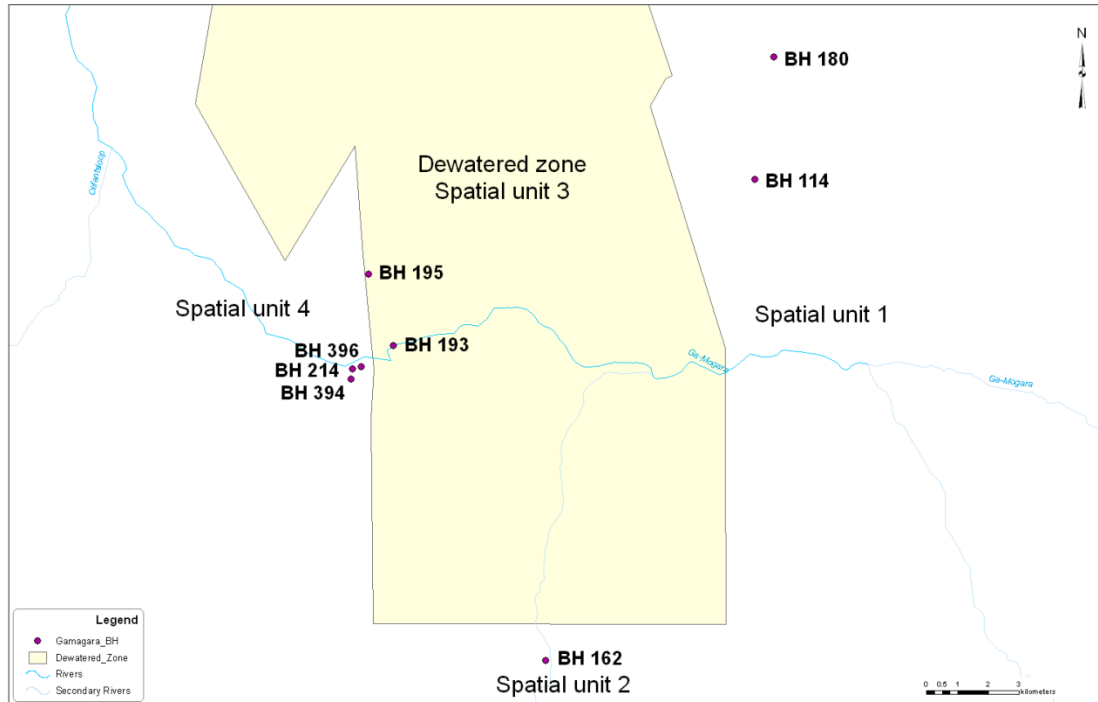 N
BH 180
Dewatered zone
Spatial unit 3
BH 114
Olifantsloop
BH 195
Spatial unit 4
Spatial unit 1
BH 396
BH 193
BH 214
BH 394
Ga-Mogara
Ga-Mogara
Legend
Gamagara_BH
Dewatered_Zone
Rivers
Secondary Rivers
BH 162
Spatial unit 2
0 0.5 1 2 3
kilometers